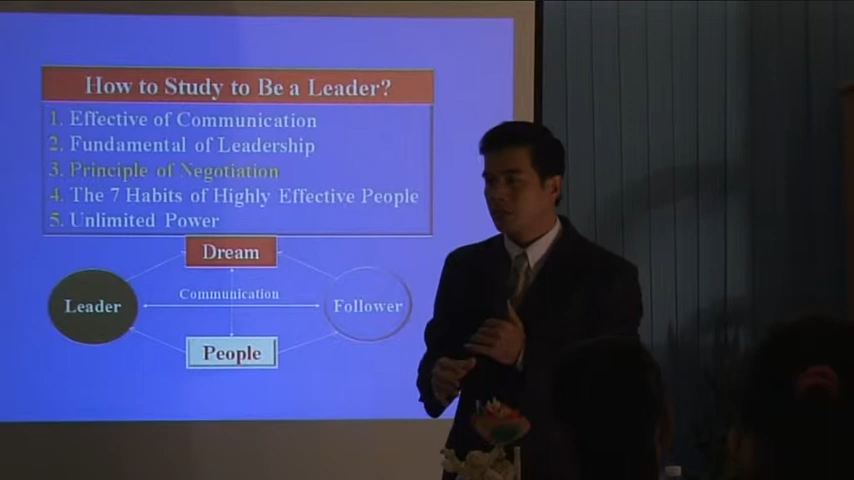 How to Study to Be a Leader?
1. Effective of Communication
2. Fundamental of Leadership
3. Principle of Negotiation
4. The 7 Habits of Highly Effective People
5. Unlimited Power
Dream
Leader
Communication
Follower
People